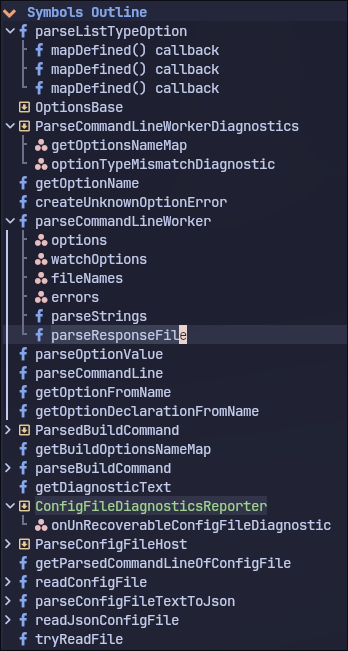 Symbols Outline
f parseListTypeOption
f mapDefined() callback
f mapDefined() callback
f mapDefined() callback
OptionsBase
ParseCommandLineWorkerDiagnostics
getOptionsNameMap
optionTypeMismatchDiagnostic
f getOptionName
f createUnknownOptionError
f parseCommandLineWorker
options
watchOptions
fileNames
errors
f parseStrings
f parseResponseFile
f parseOptionValue
f parseCommandLine
f getOptionFromName
f getOptionDeclarationFromName
ParsedBuildCommand
f getBuildOptionsNameMap
f parseBuildCommand
f getDiagnosticText
ConfigFileDiagnosticsReporter
onUnRecoverableConfigFileDiagnostic
ParseConfigFileHost
f getParsedCommandLineOfConfigFile
f readConfigFile
f parseConfigFileTextToJson
f readJsonConfigFile
f tryReadFile